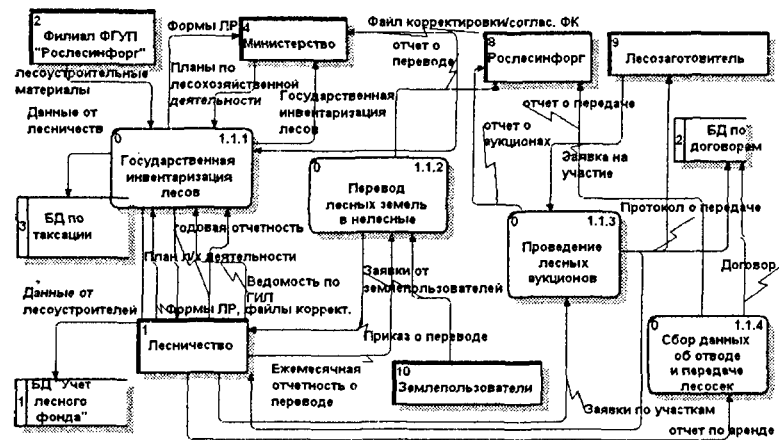 2
Филиал ФГУП
"Рослесинфорг"
Формы ЛР
4
Министерство
Файл корректировки/соглас. ФК
отчет о
переводе
8
Рослесинфорг
9
Лесозаготовитель
лесоустроительные
материалы
Планы по
лесохозяйственной
деятельности
Государственная
инвентаризация
лесов
Данные от
лесничеств
отчет о
аукционах
отчет о передаче
Заявка на
участие
2
БД по
договорам
0
1.1.1
Государственная
инвентаризация
лесов
0
1.1.2
Перевод
лесных земель
в нелесные
3
БД по
таксации
годовая отчетность
План л/х деятельности
Ведомость по
ГИЛ
0
1.1.3
Проведение
лесных
аукционов
Протокол о передаче
Договор
Заявки от
землепользователей
Данные от
лесоустроителей
Формы ЛР, файлы коррект.
1
Лесничество
Приказ о переводе
0
1.1.4
Сбор данных
об отводе
и передаче
лесосек
Ежемесячная
отчетность о
переводе
10
Землепользователи
1
БД "Учет
лесного
фонда"
Заявки по участкам
отчет по аренде